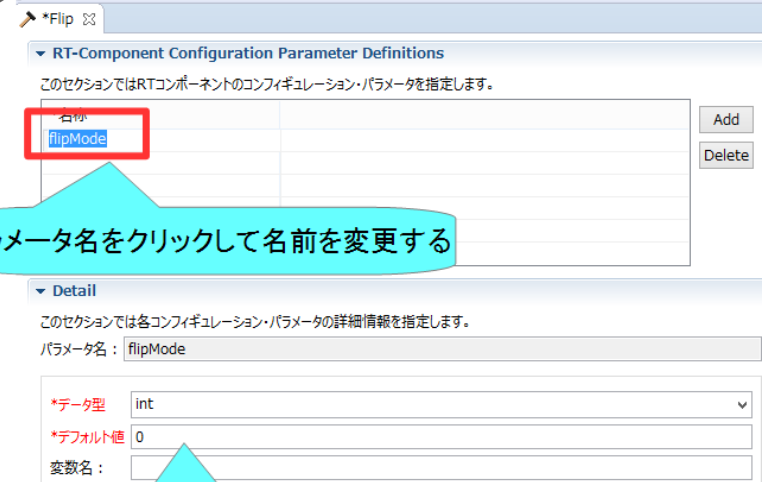 *Flip
RT-Component Configuration Parameter Definitions
このセクションではRTコンポーネントのコンフィギュレーション・パラメータを指定します。
名称
Add
flipMode
Delete
メータ名をクリックして名前を変更する
Detail
このセクションでは各コンフィギュレーション・パラメータの詳細情報を指定します。
パラメータ名： flipMode
*データ型 int
*デフォルト値 0
変数名：